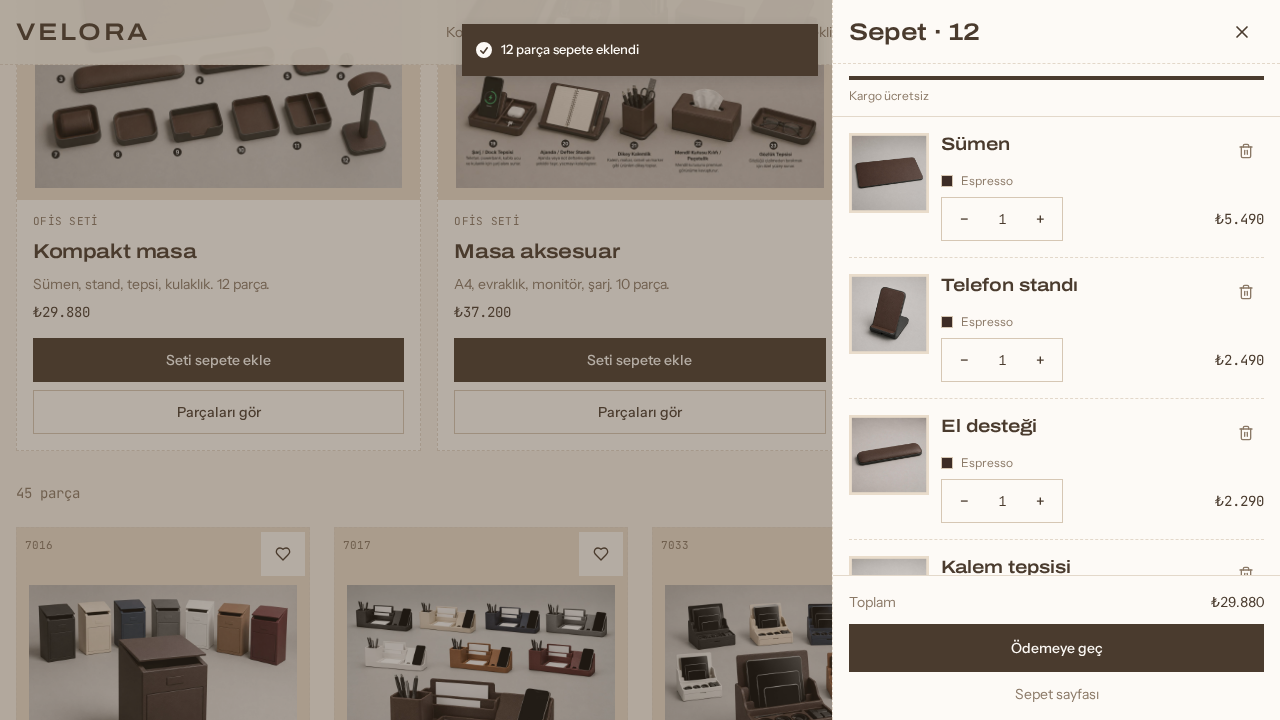 VELORA
12 parça sepete eklendi
Sepet · 12
Kargo ücretsiz
Sümen
Espresso
− 1 +
₺5.490
Telefon standı
Espresso
− 1 +
₺2.490
El desteği
Espresso
− 1 +
₺2.290
Kalem tepsisi
Toplam
₺29.880
Ödemeye geç
Sepet sayfası
OFİS SETİ
Kompakt masa
Sümen, stand, tepsi, kulaklık. 12 parça.
₺29.880
Seti sepete ekle
Parçaları gör
OFİS SETİ
Masa aksesuar
A4, evraklık, monitör, şarj. 10 parça.
₺37.200
Seti sepete ekle
Parçaları gör
45 parça
7016
7017
7033